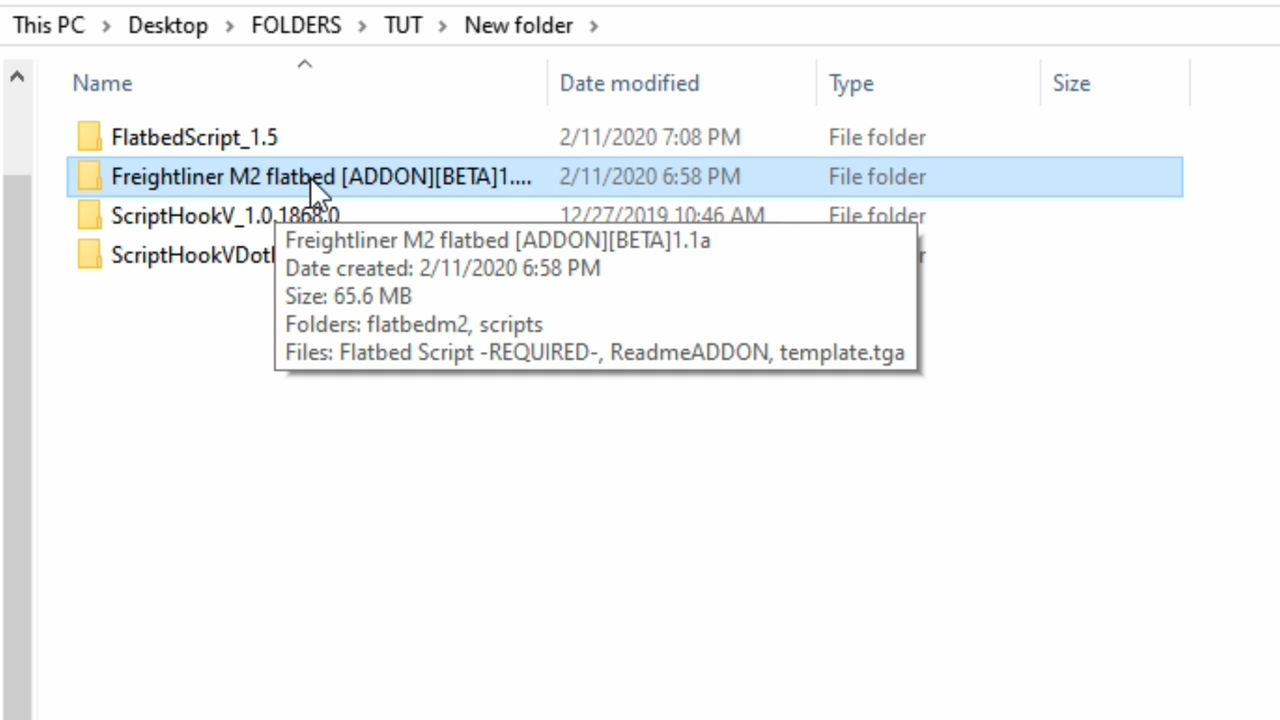 This PC > Desktop > FOLDERS > TUT > New folder >
Name Date modified Type Size
FlatbedScript_1.5 2/11/2020 7:08 PM File folder
Freightliner M2 flatbed [ADDON][BETA]1.... 2/11/2020 6:58 PM File folder
ScriptHookV_1.0.1868.0 12/27/2019 10:46 AM File folder
ScriptHookVDot
Freightliner M2 flatbed [ADDON][BETA]1.1a
Date created: 2/11/2020 6:58 PM
Size: 65.6 MB
Folders: flatbedm2, scripts
Files: Flatbed Script -REQUIRED-, ReadmeADDON, template.tga